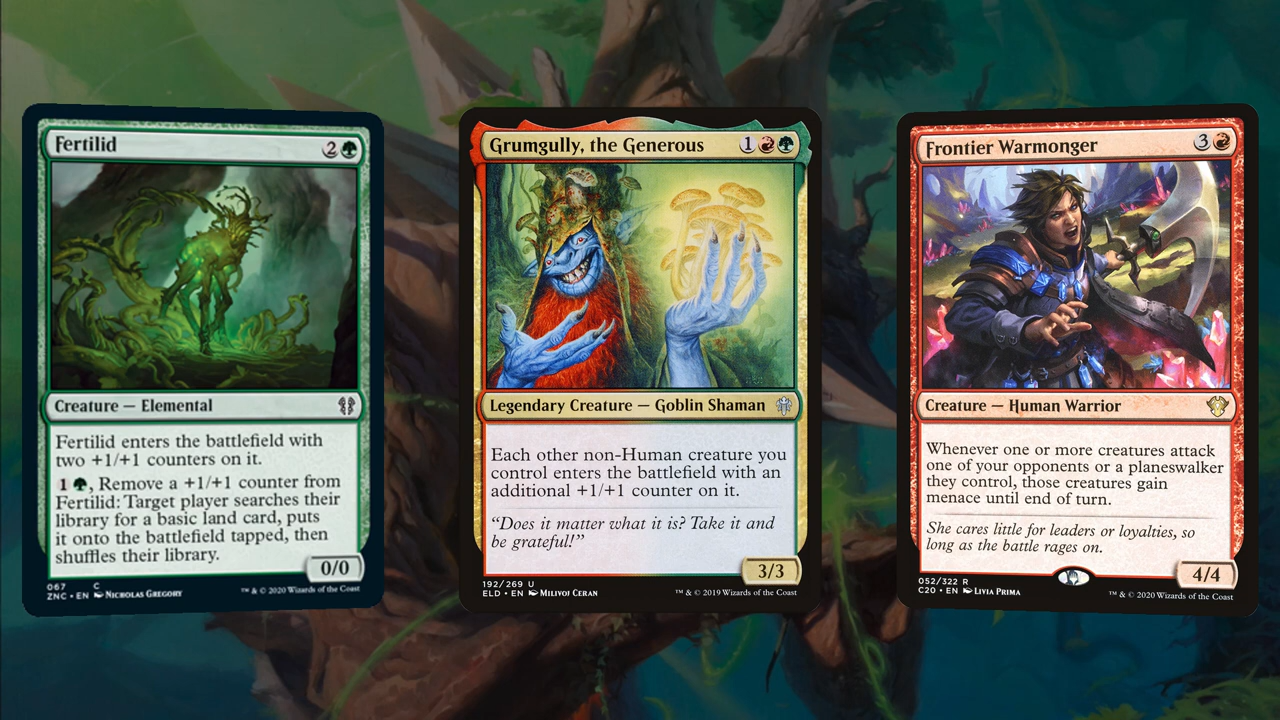 Fertilid
2
Creature — Elemental
Fertilid enters the battlefield with
two +1/+1 counters on it.
1 , Remove a +1/+1 counter from
Fertilid: Target player searches their
library for a basic land card, puts
it onto the battlefield tapped, then
shuffles their library.
0/0
067 C
ZNC • EN Nicholas Gregory
™ & © 2020 Wizards of the Coast
Grumgully, the Generous
1
Legendary Creature — Goblin Shaman
Each other non-Human creature you
control enters the battlefield with an
additional +1/+1 counter on it.
“Does it matter what it is? Take it and
be grateful!”
3/3
192/269 U
ELD • EN Milivoj Ceran
™ & © 2019 Wizards of the Coast
Frontier Warmonger
3
Creature — Human Warrior
Whenever one or more creatures attack
one of your opponents or a planeswalker
they control, those creatures gain
menace until end of turn.
She cares little for leaders or loyalties, so
long as the battle rages on.
4/4
052/322 R
C20 • EN Livia Prima
™ & © 2020 Wizards of the Coast